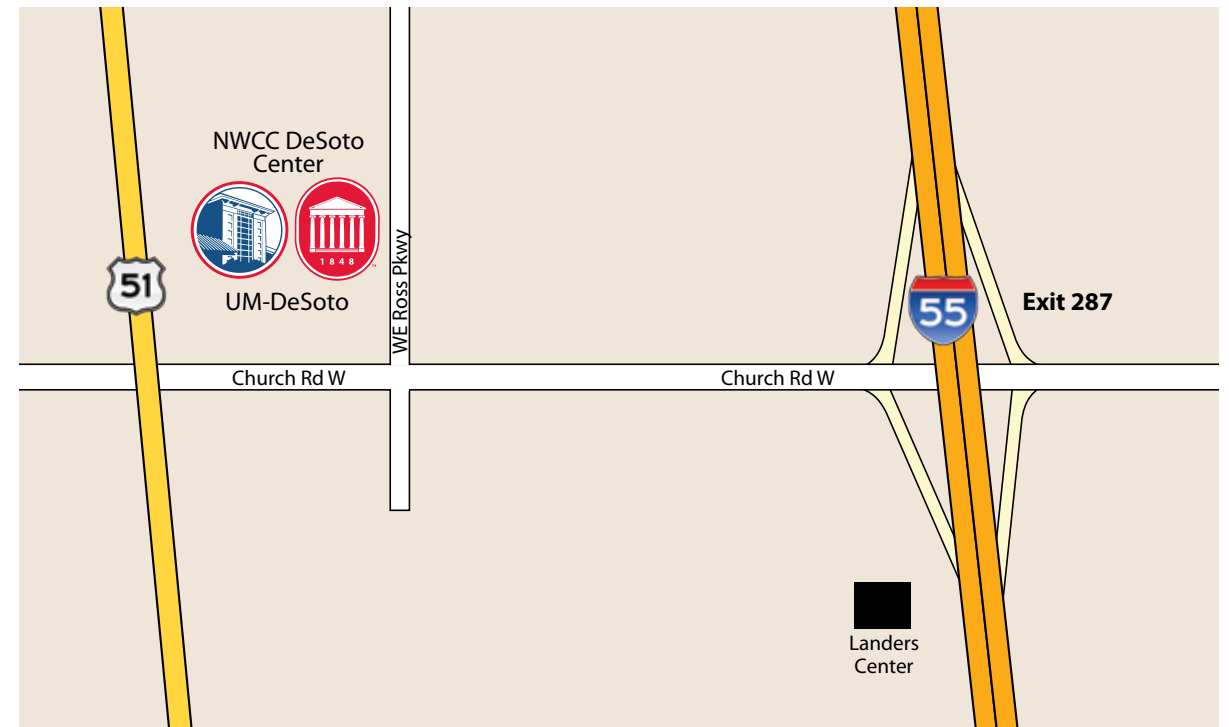 NWCC DeSoto
Center
1848
UM-DeSoto
51
WE Ross Pkwy
55
Exit 287
Church Rd W
Church Rd W
Landers
Center